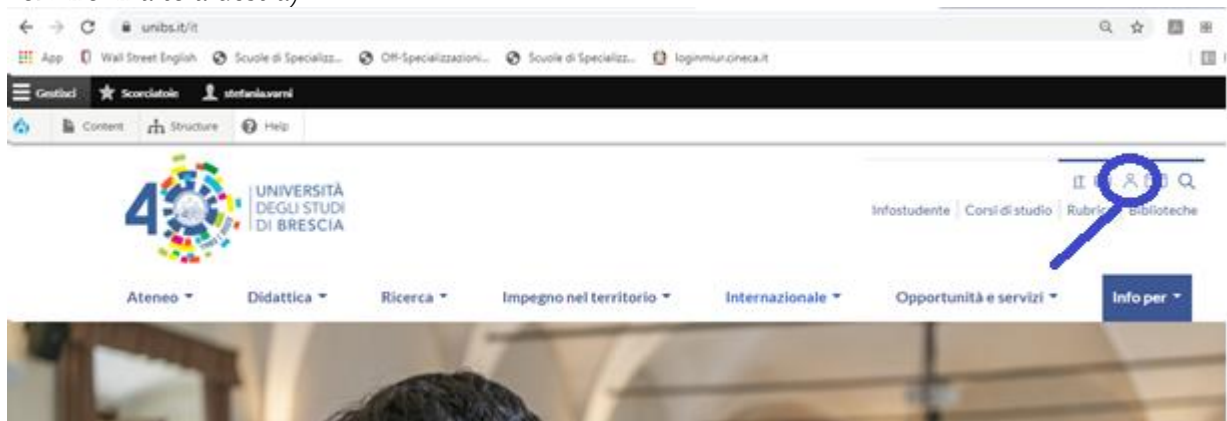 unibs.it/it
App Wall Street English Scuole di Specializz... Off-Specializzazioni... Scuole di Specializz... loginmiur.cineca.it
Gestisci Scorciatoie stefania.varni
Content Structure Help
40 UNIVERSITÀ
DEGLI STUDI
DI BRESCIA
IT
Infostudente Corsi di studio Biblioteche
Ateneo Didattica Ricerca Impegno nel territorio Internazionale Opportunità e servizi Info per